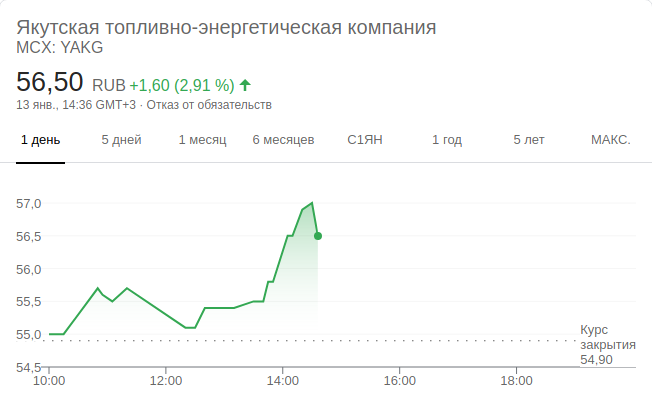 Якутская топливно-энергетическая компания
MCX: YAKG
56,50 RUB +1,60 (2,91 %)
13 янв., 14:36 GMT+3 · Отказ от обязательств
1 день 5 дней 1 месяц 6 месяцев С1ЯН 1 год 5 лет МАКС.
57,0
56,5
56,0
55,5
55,0
54,5
Курс
закрытия
54,90
10:00 12:00 14:00 16:00 18:00